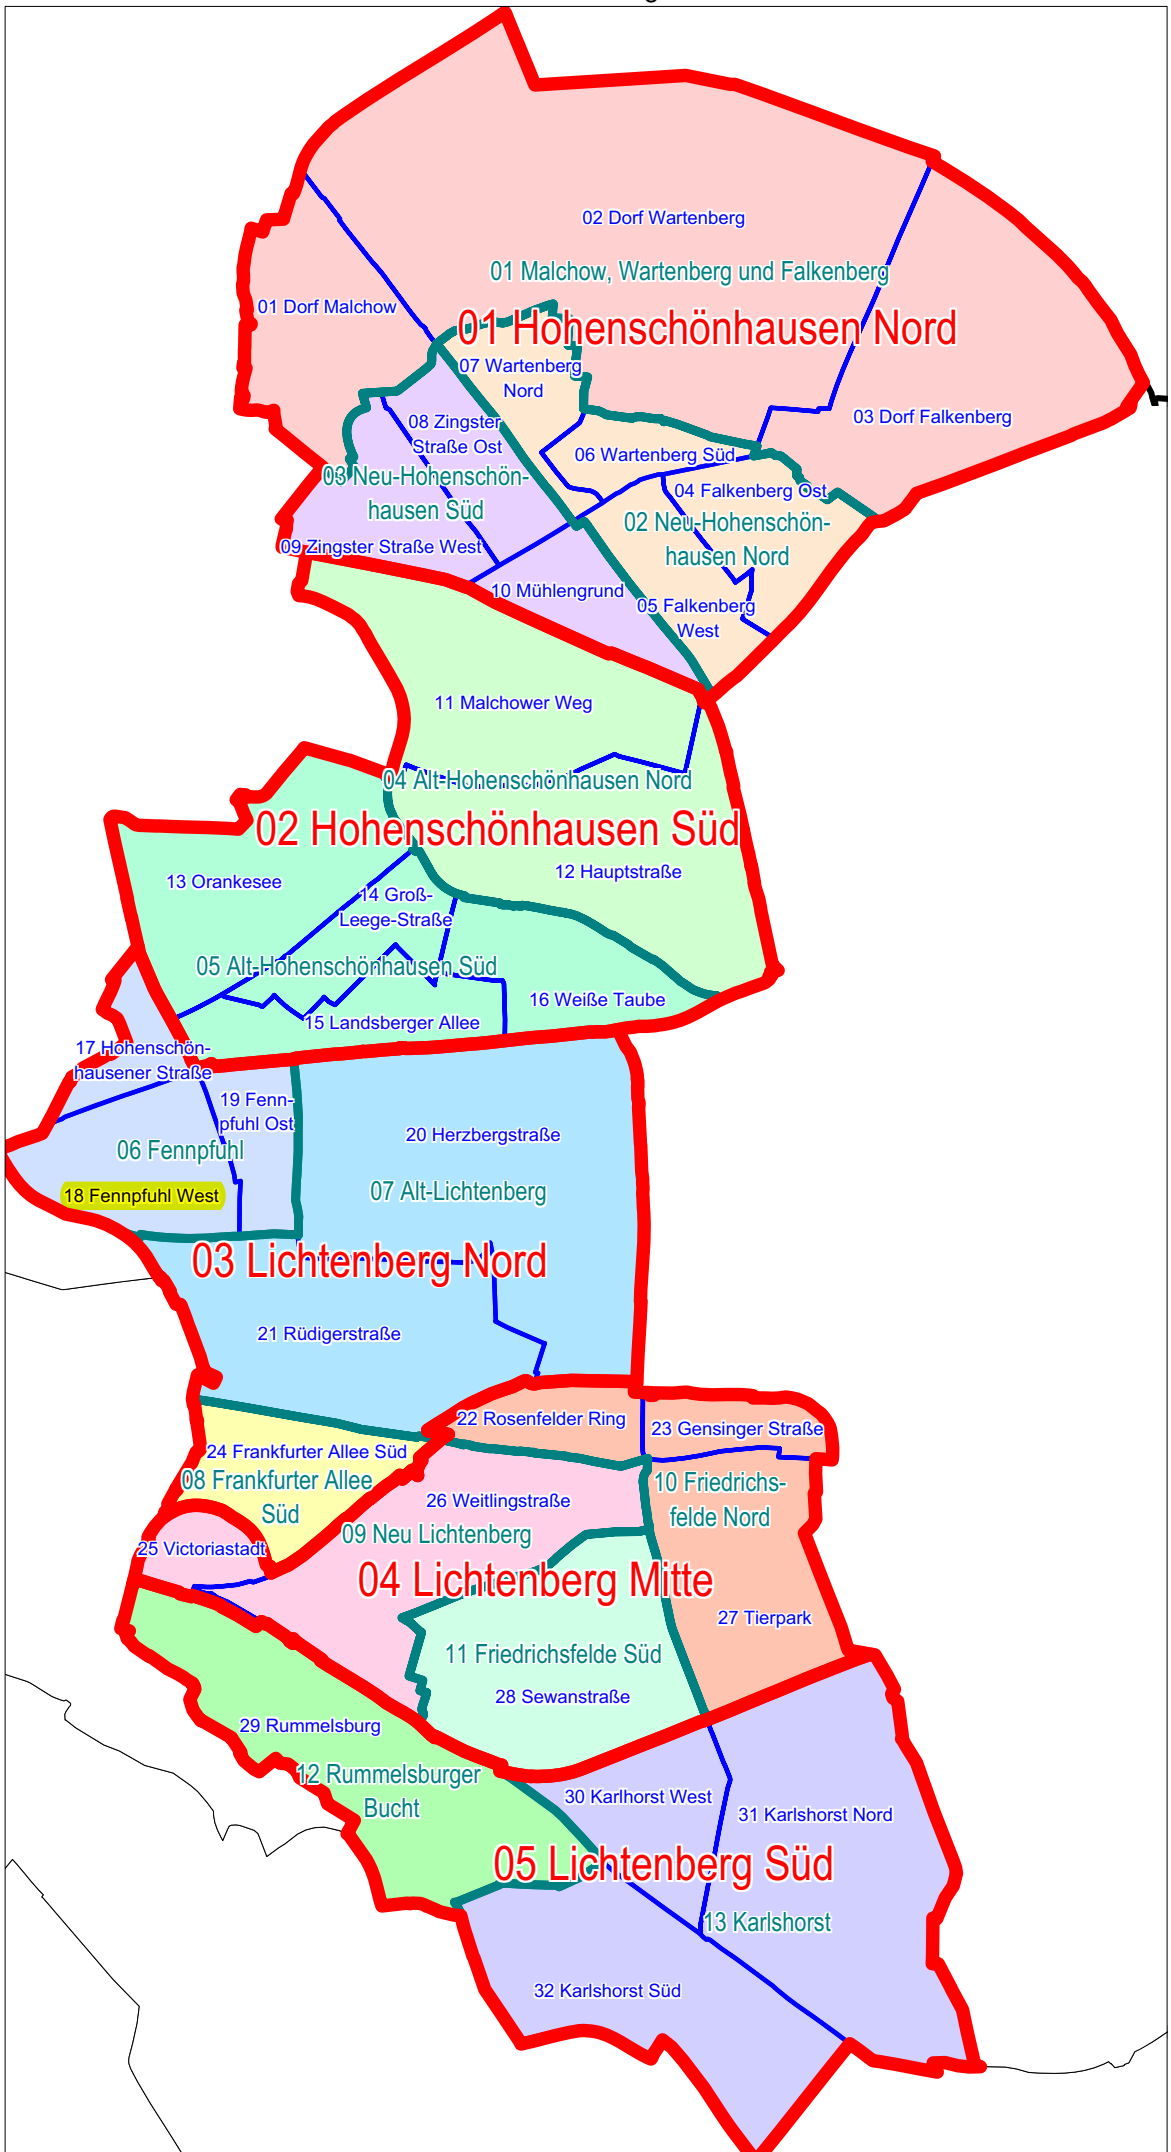 02 Dorf Wartenberg
01 Malchow, Wartenberg und Falkenberg
01 Dorf Malchow
01 Hohenschönhausen Nord
07 Wartenberg
Nord
03 Dorf Falkenberg
08 Zingster
Straße Ost
06 Wartenberg Süd
03 Neu-Hohenschön-
hausen Süd
04 Falkenberg Ost
02 Neu-Hohenschön-
hausen Nord
09 Zingster Straße West
10 Mühlengrund
05 Falkenberg
West
11 Malchower Weg
04 Alt-Hohenschönhausen Nord
02 Hohenschönhausen Süd
12 Hauptstraße
13 Orankesee
14 Groß-
Leege-Straße
05 Alt-Hohenschönhausen Süd
16 Weiße Taube
15 Landsberger Allee
17 Hohenschön-
hausener Straße
19 Fenn-
pfuhl Ost
20 Herzbergstraße
06 Fennpfuhl
07 Alt-Lichtenberg
18 Fennpfuhl West
03 Lichtenberg Nord
21 Rüdigerstraße
22 Rosenfelder Ring
23 Gensinger Straße
24 Frankfurter Allee Süd
08 Frankfurter Allee
Süd
10 Friedrichs-
felde Nord
26 Weitlingstraße
09 Neu Lichtenberg
25 Victoriastadt
04 Lichtenberg Mitte
27 Tierpark
11 Friedrichsfelde Süd
28 Sewanstraße
29 Rummelsburg
12 Rummelsburger
Bucht
30 Karlhorst West
31 Karlshorst Nord
05 Lichtenberg Süd
13 Karlshorst
32 Karlshorst Süd